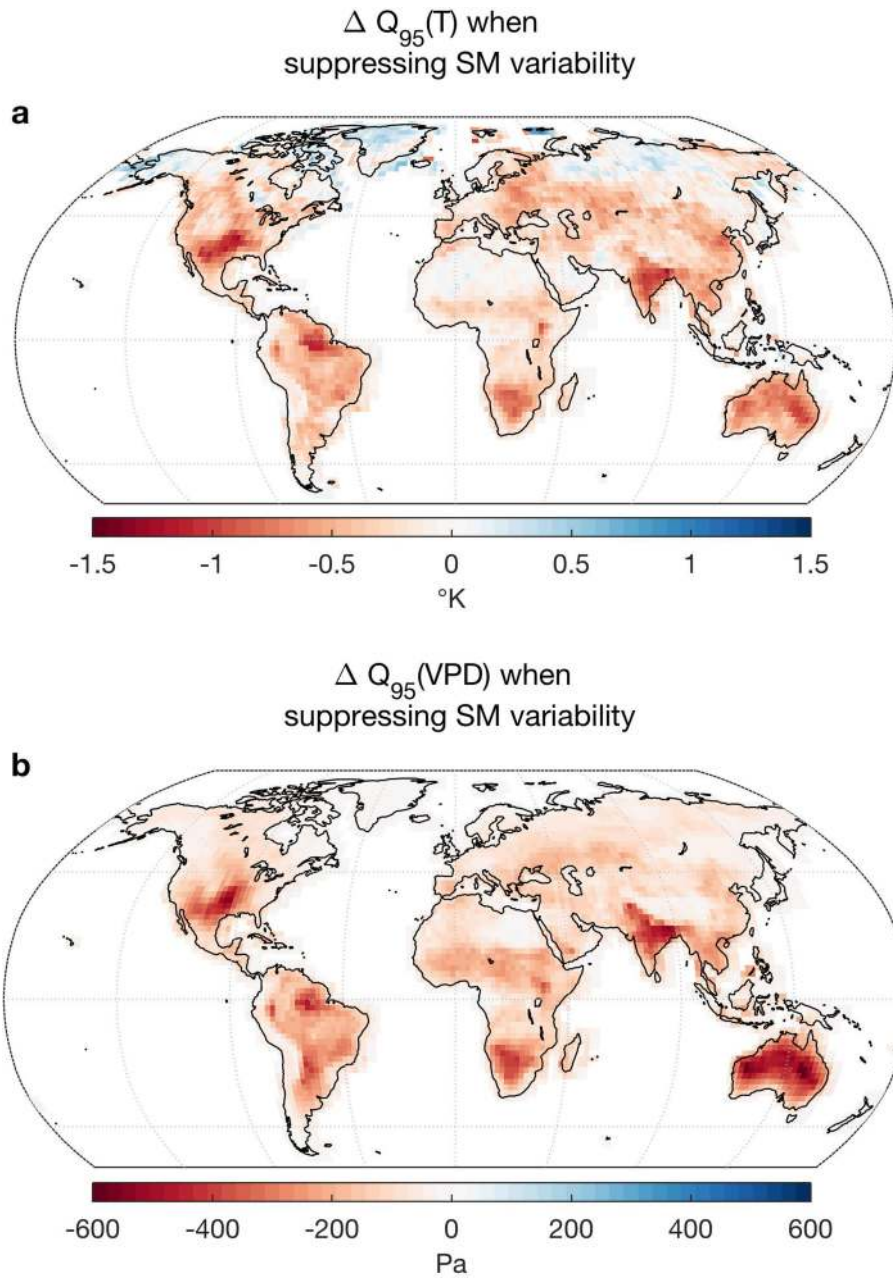 Δ Q95(T) when
suppressing SM variability
a
-1.5 -1 -0.5 0 0.5 1 1.5
°K
Δ Q95(VPD) when
suppressing SM variability
b
-600 -400 -200 0 200 400 600
Pa